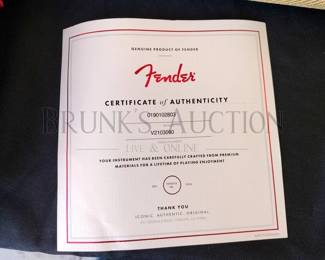 GENUINE PRODUCT OF FENDER
Fender
CERTIFICATE of AUTHENTICITY
0190102803
V2103080
BRUNK'S AUCTION
LIVE & ONLINE
YOUR INSTRUMENT HAS BEEN CAREFULLY CRAFTED FROM PREMIUM
MATERIALS FOR A LIFETIME OF PLAYING ENJOYMENT
THANK YOU
ICONIC. AUTHENTIC. ORIGINAL.